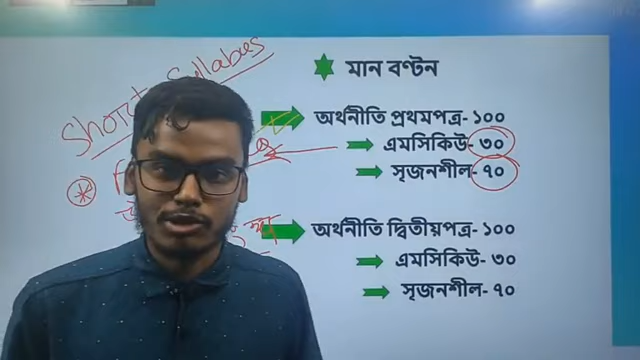 Short Syllabus
মান বণ্টন
অর্থনীতি প্রথমপত্র- ১০০
এমসিকিউ- ৩০
সৃজনশীল- ৭০
অর্থনীতি দ্বিতীয়পত্র- ১০০
এমসিকিউ- ৩০
সৃজনশীল- ৭০